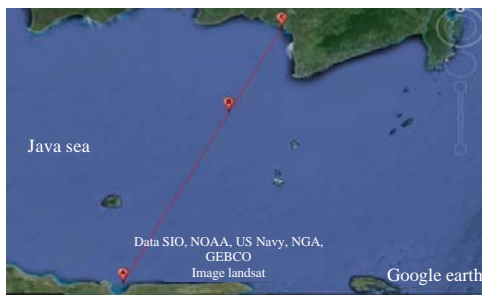 Java sea
Data SIO, NOAA, US Navy, NGA,
GEBCO
Image landsat
Google earth